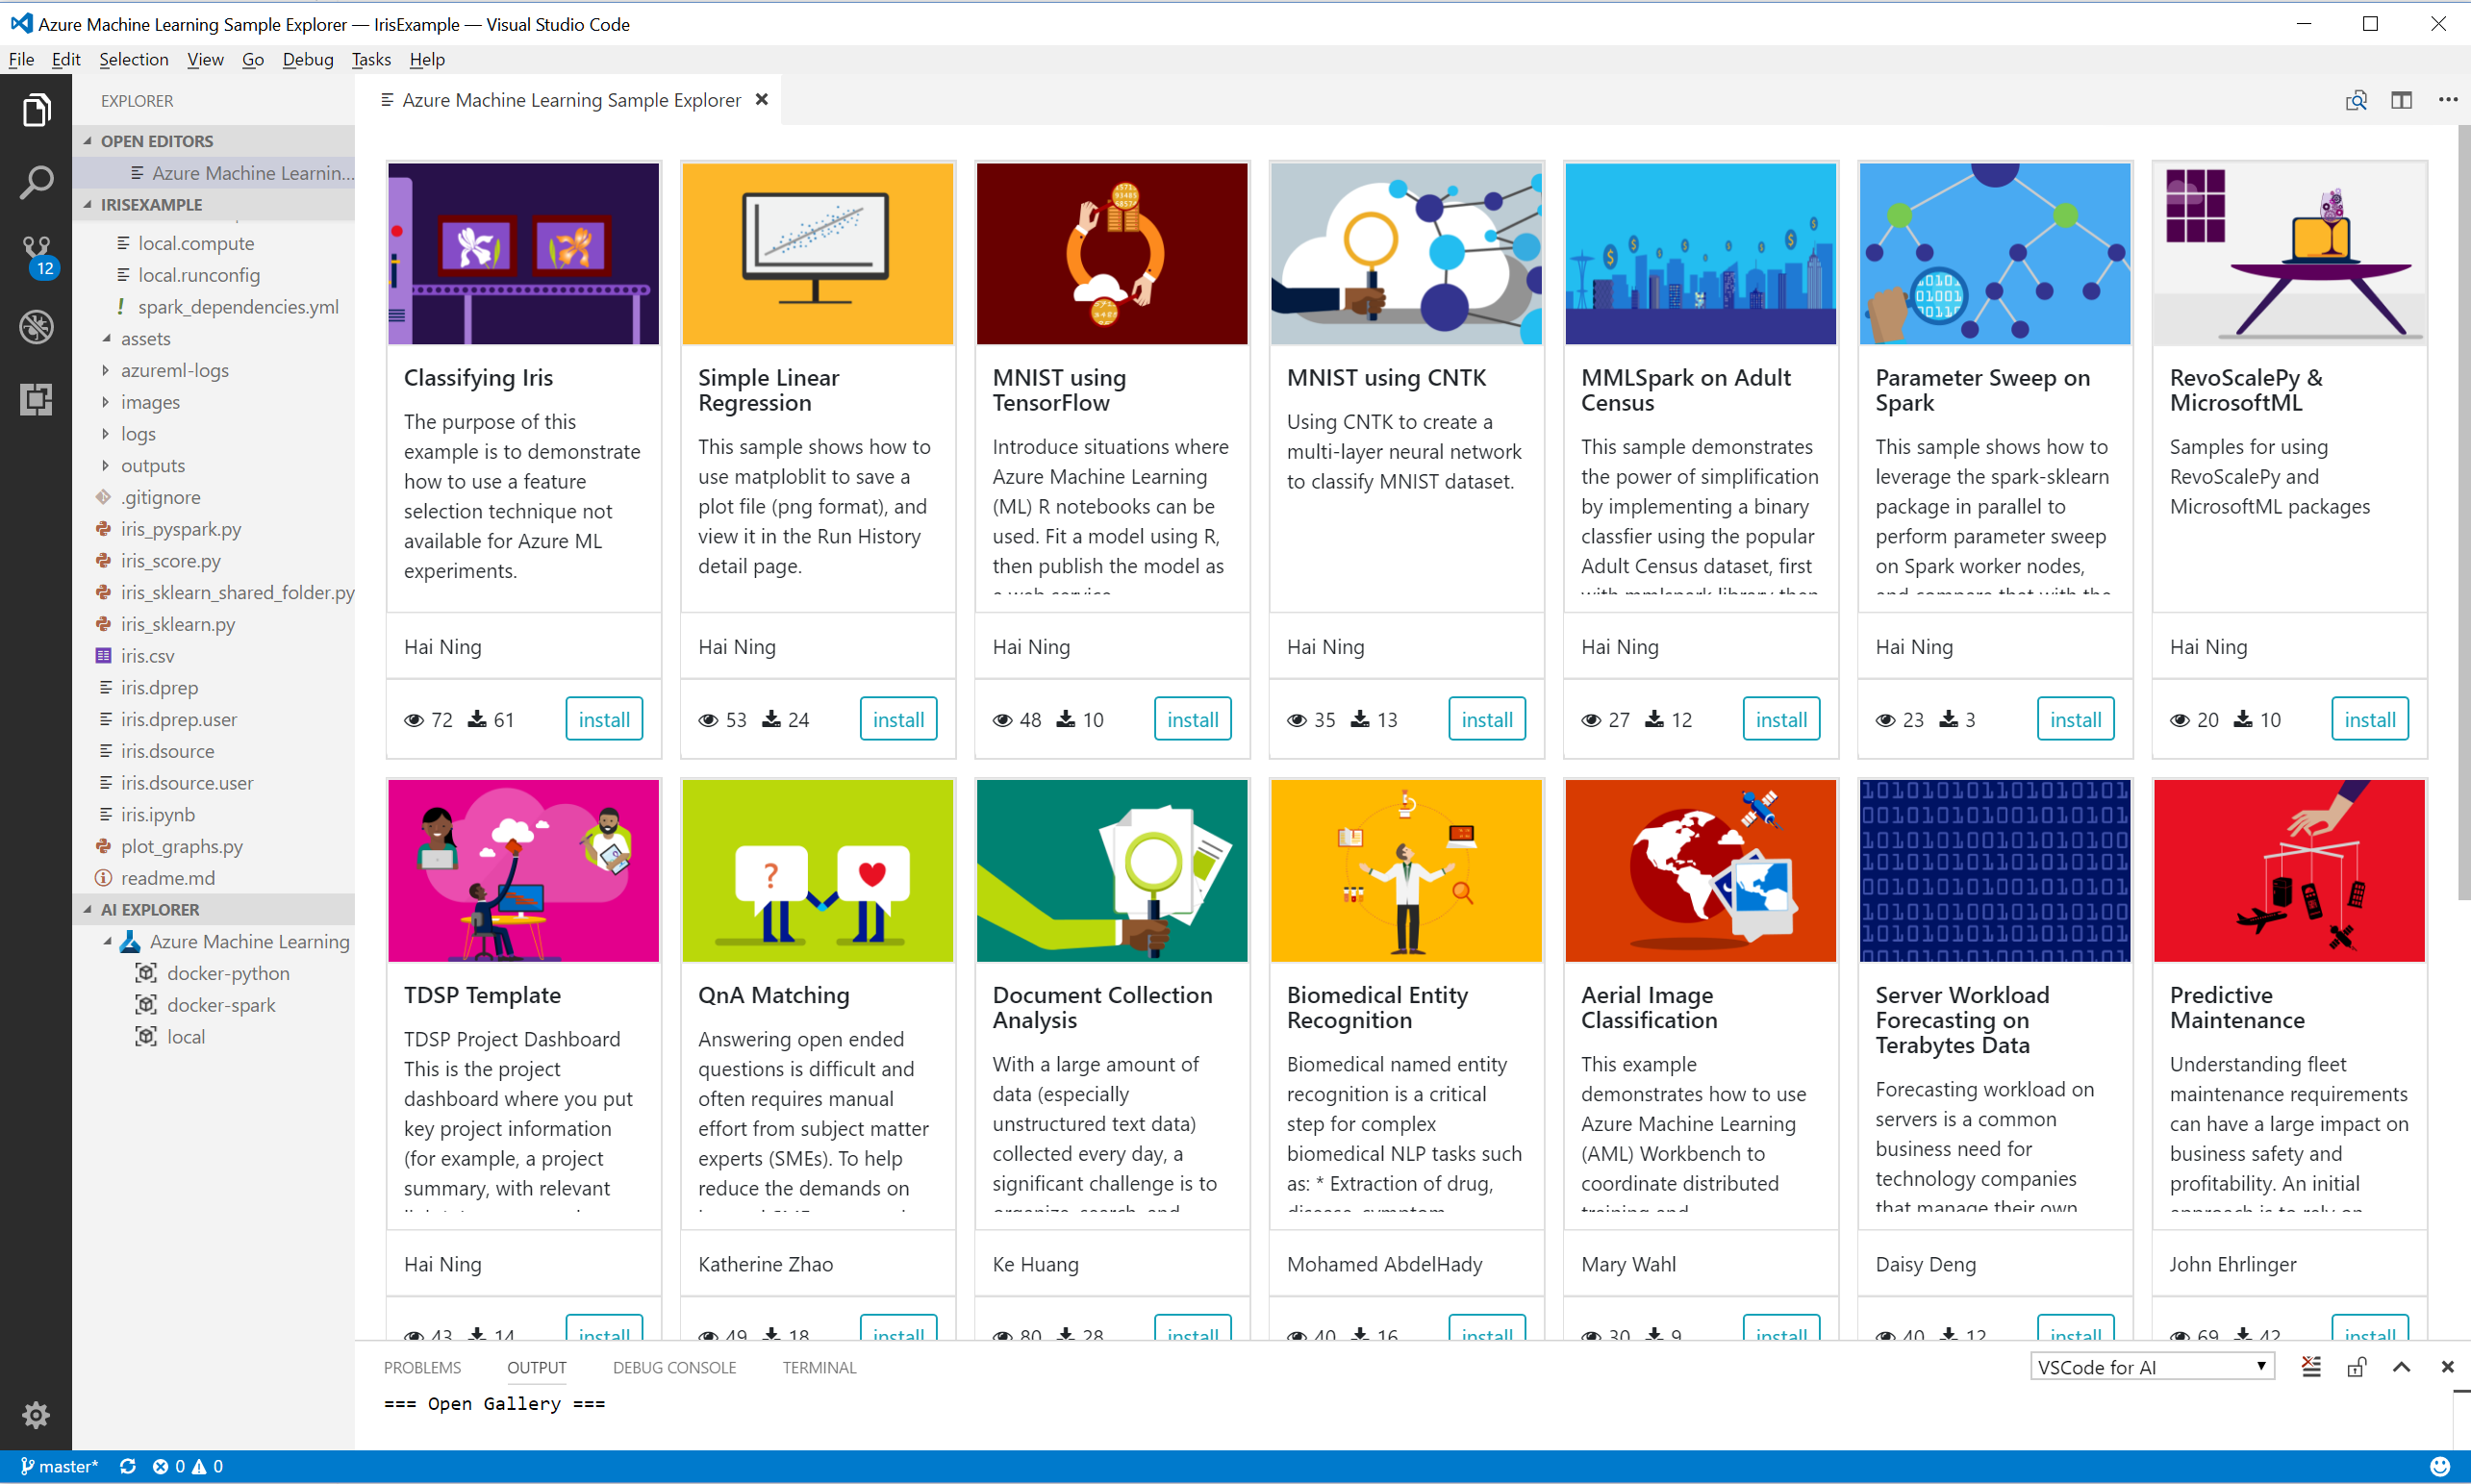 Azure Machine Learning Sample Explorer — IrisExample — Visual Studio Code
File Edit Selection View Go Debug Tasks Help
EXPLORER
OPEN EDITORS
Azure Machine Learnin...
IRISEXAMPLE
local.compute
local.runconfig
! spark_dependencies.yml
assets
azureml-logs
images
logs
outputs
.gitignore
iris_pyspark.py
iris_score.py
iris_sklearn_shared_folder.py
iris_sklearn.py
iris.csv
iris.dprep
iris.dprep.user
iris.dsource
iris.dsource.user
iris.ipynb
plot_graphs.py
readme.md
AI EXPLORER
Azure Machine Learning
docker-python
docker-spark
local
12
Azure Machine Learning Sample Explorer
Classifying Iris
The purpose of this
example is to demonstrate
how to use a feature
selection technique not
available for Azure ML
experiments.
Hai Ning
72 61 install
Simple Linear
Regression
This sample shows how to
use matploblit to save a
plot file (png format), and
view it in the Run History
detail page.
Hai Ning
53 24 install
MNIST using
TensorFlow
Introduce situations where
Azure Machine Learning
(ML) R notebooks can be
used. Fit a model using R,
then publish the model as
a web service
Hai Ning
48 10 install
MNIST using CNTK
Using CNTK to create a
multi-layer neural network
to classify MNIST dataset.
Hai Ning
35 13 install
MMLSpark on Adult
Census
This sample demonstrates
the power of simplification
by implementing a binary
classfier using the popular
Adult Census dataset, first
with mmlspark library then
Hai Ning
27 12 install
Parameter Sweep on
Spark
This sample shows how to
leverage the spark-sklearn
package in parallel to
perform parameter sweep
on Spark worker nodes,
and compare that with the
Hai Ning
23 3 install
RevoScalePy &
MicrosoftML
Samples for using
RevoScalePy and
MicrosoftML packages
Hai Ning
20 10 install
TDSP Template
TDSP Project Dashboard
This is the project
dashboard where you put
key project information
(for example, a project
summary, with relevant
Hai Ning
43 14 install
QnA Matching
Answering open ended
questions is difficult and
often requires manual
effort from subject matter
experts (SMEs). To help
reduce the demands on
Katherine Zhao
49 18 install
Document Collection
Analysis
With a large amount of
data (especially
unstructured text data)
collected every day, a
significant challenge is to
organize, search, and
Ke Huang
80 28 install
Biomedical Entity
Recognition
Biomedical named entity
recognition is a critical
step for complex
biomedical NLP tasks such
as: * Extraction of drug,
disease, symptom
Mohamed AbdelHady
40 16 install
Aerial Image
Classification
This example
demonstrates how to use
Azure Machine Learning
(AML) Workbench to
coordinate distributed
training and
Mary Wahl
30 9 install
Server Workload
Forecasting on
Terabytes Data
Forecasting workload on
servers is a common
business need for
technology companies
that manage their own
Daisy Deng
40 12 install
Predictive
Maintenance
Understanding fleet
maintenance requirements
can have a large impact on
business safety and
profitability. An initial
approach is to rely on
John Ehrlinger
69 42 install
PROBLEMS OUTPUT DEBUG CONSOLE TERMINAL
VSCode for AI
=== Open Gallery ===
master* 0 0